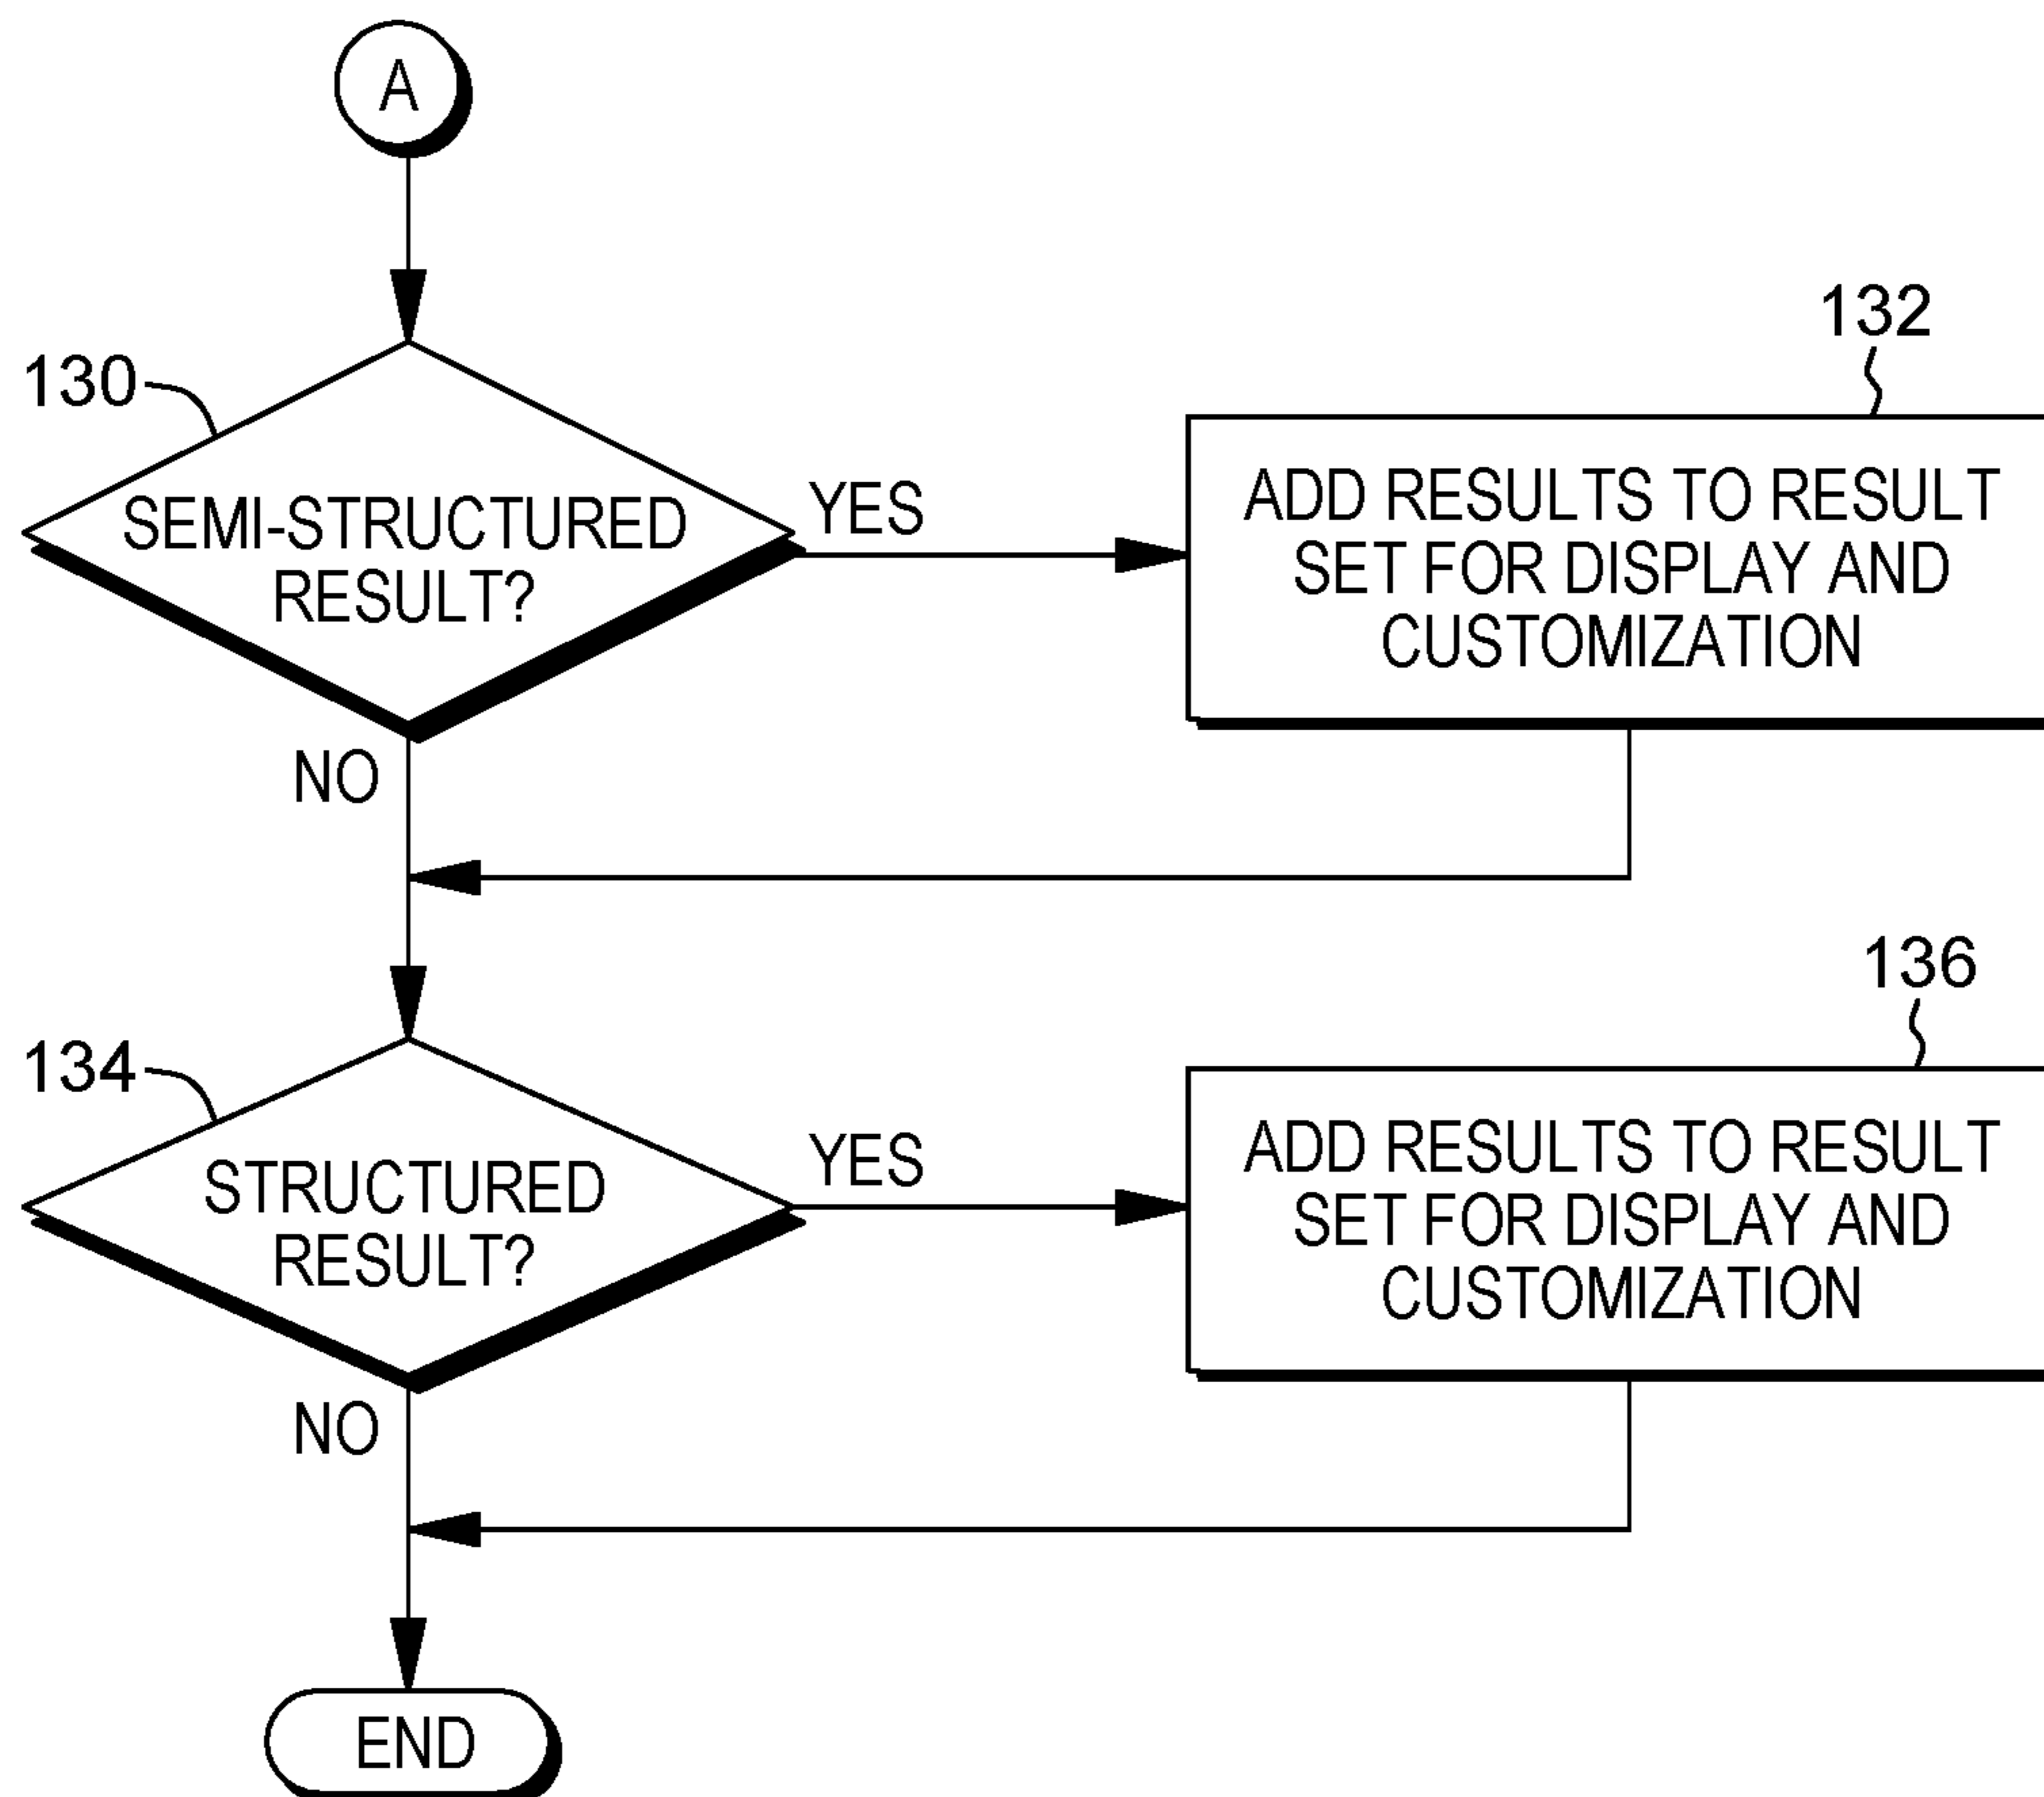 A
132
130
SEMI-STRUCTURED
RESULT?
YES
ADD RESULTS TO RESULT
SET FOR DISPLAY AND
CUSTOMIZATION
NO
136
134
STRUCTURED
RESULT?
YES
ADD RESULTS TO RESULT
SET FOR DISPLAY AND
CUSTOMIZATION
NO
END